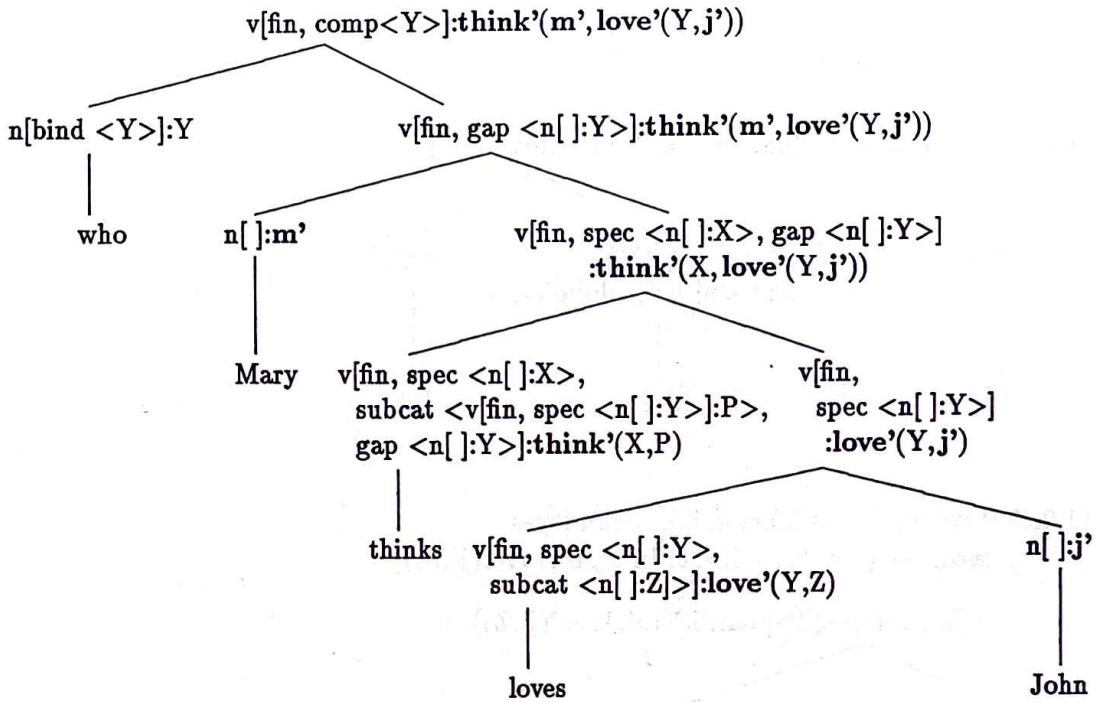 v[fin, comp<Y>]:think’(m’,love’(Y,j’))
n[bind <Y>]:Y
v[fin, gap <n[ ]:Y>]:think’(m’,love’(Y,j’))
who
n[ ]:m’
v[fin, spec <n[ ]:X>, gap <n[ ]:Y>]
:think’(X,love’(Y,j’))
Mary
v[fin, spec <n[ ]:X>,
subcat <v[fin, spec <n[ ]:Y>]:P>,
gap <n[ ]:Y>]:think’(X,P)
v[fin,
spec <n[ ]:Y>]
:love’(Y,j’)
thinks
v[fin, spec <n[ ]:Y>,
subcat <n[ ]:Z]>]:love’(Y,Z)
n[ ]:j’
loves
John